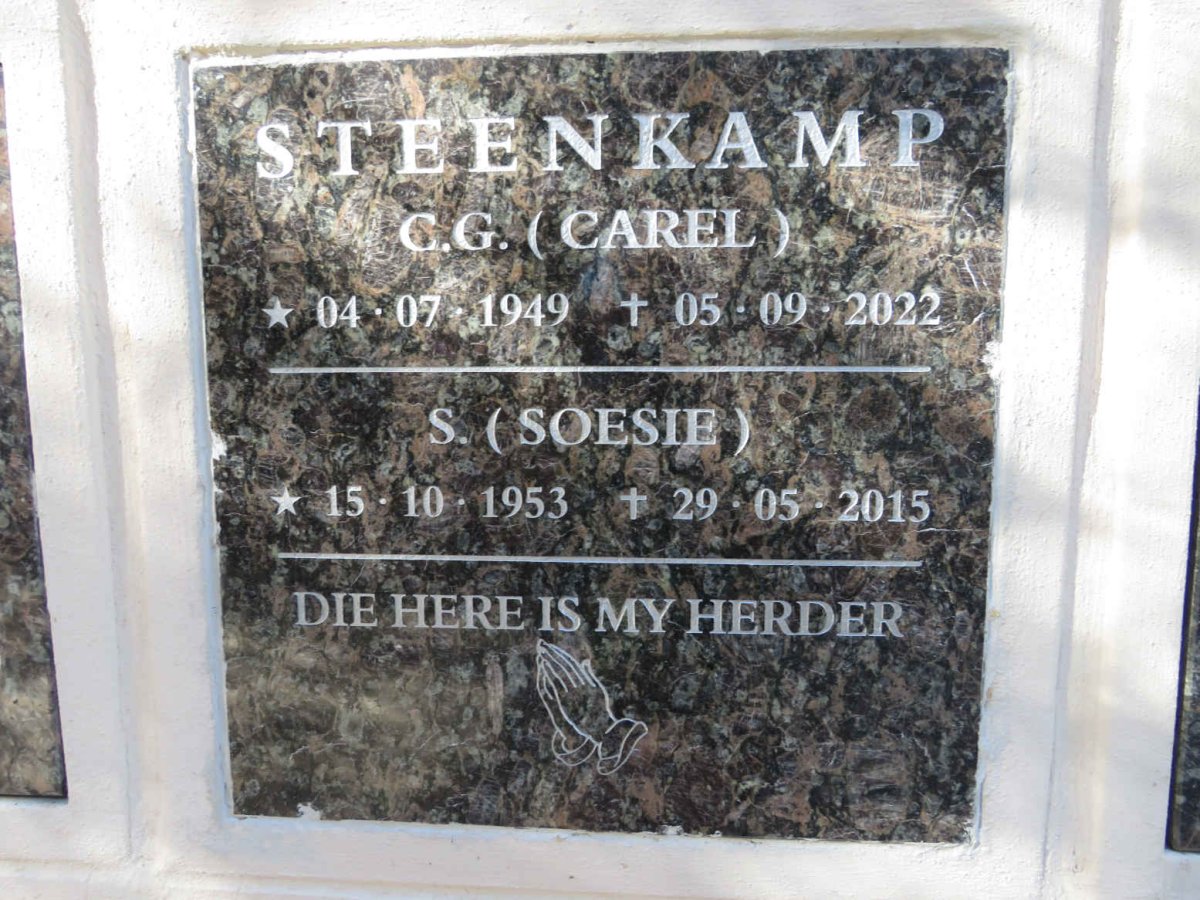 STEENKAMP
C.G. ( CAREL )
★ 04 · 07 · 1949 ✝ 05 · 09 · 2022
S. ( SOESIE )
★ 15 · 10 · 1953 ✝ 29 · 05 · 2015
DIE HERE IS MY HERDER